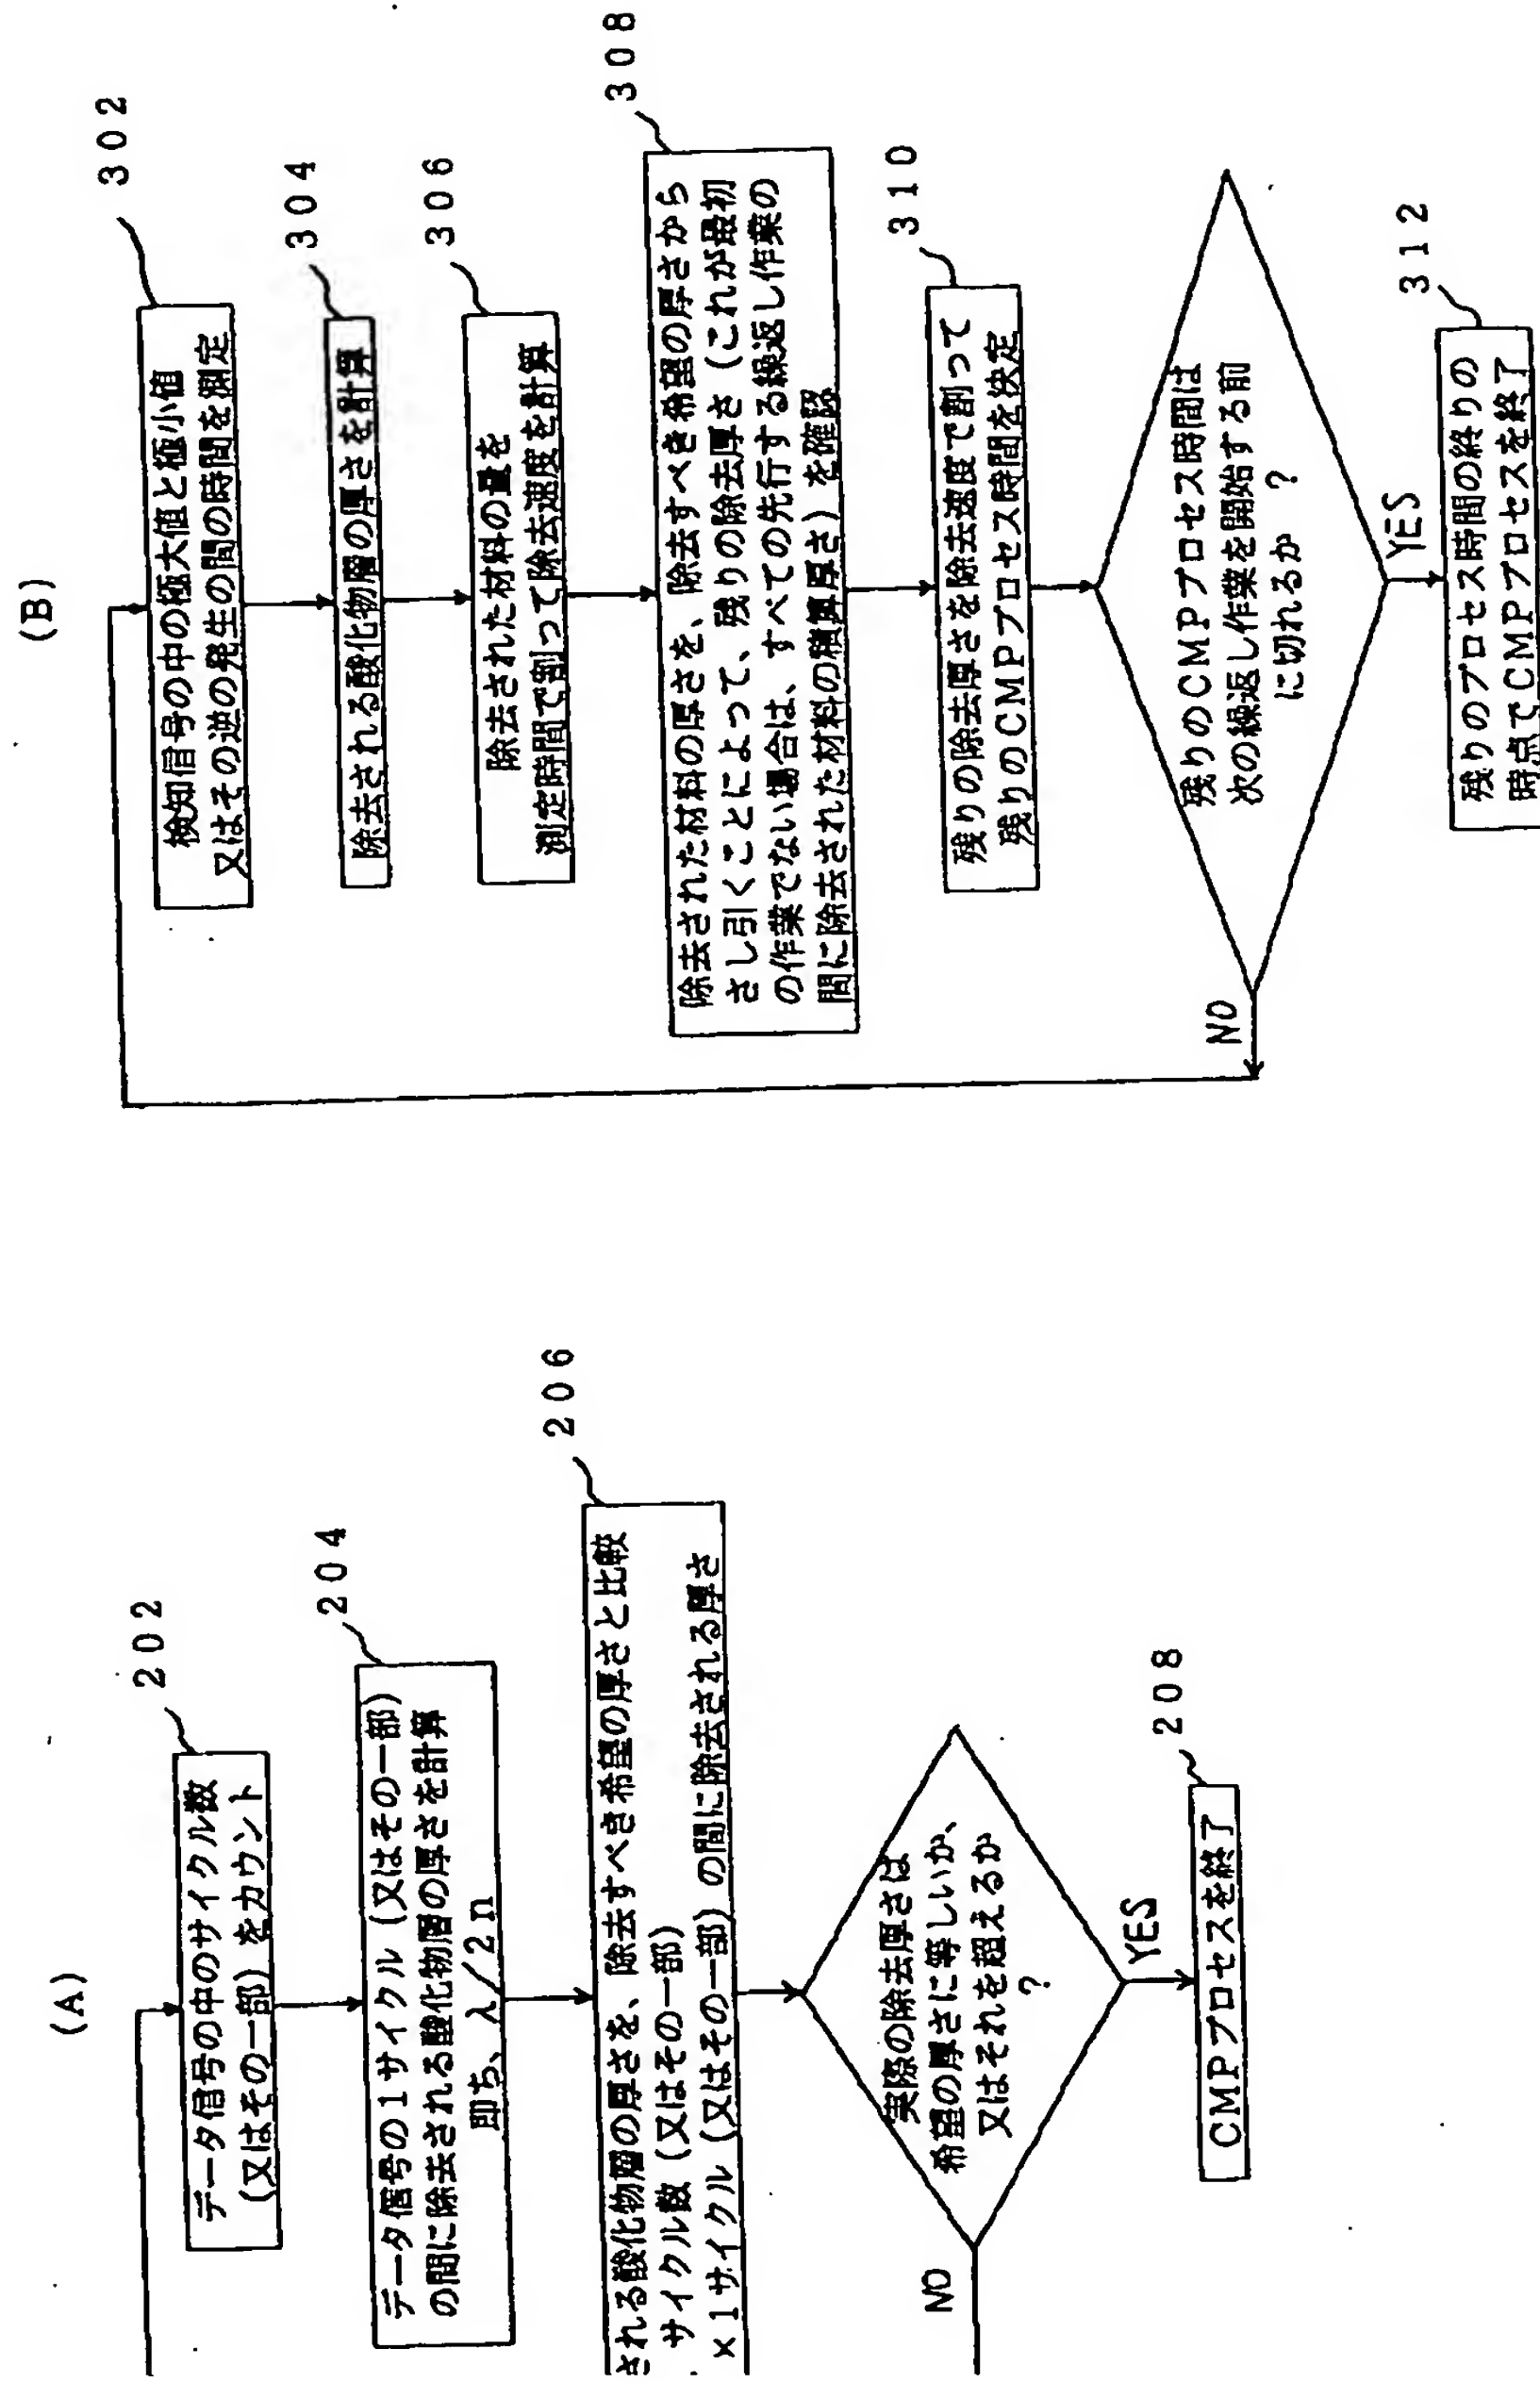 (A)
202
データ信号の中のサイクル数
(又はその一部) をカウント
204
データ信号の1サイクル (又はその一部)
の間に除去される酸化物層の厚さを計算
即ち、λ/2n
206
される酸化物層の厚さを、除去すべき希望の厚さと比較
サイクル数 (又はその一部)
×1サイクル (又はその一部) の間に除去される厚さ
実際の除去厚さは
希望の厚さに等しいか、
又はそれを超えるか
?
NO
YES
208
CMPプロセスを終了
(B)
302
検知信号の中の極大値と極小値
又はその逆の発生の間の時間を測定
304
除去される酸化物層の厚さを計算
306
除去された材料の量を
測定時間で割って除去速度を計算
308
除去された材料の厚さを、除去すべき希望の厚さから
さし引くことによって、残りの除去厚さ (これが最初
の作業でない場合は、すべての先行する繰返し作業の
間に除去された材料の積算厚さ) を確認
310
残りの除去厚さを除去速度で割って
残りのCMPプロセス時間を決定
残りのCMPプロセス時間は
次の繰返し作業を開始する前
に切れるか ?
NO
YES
312
残りのプロセス時間の終りの
時点でCMPプロセスを終了